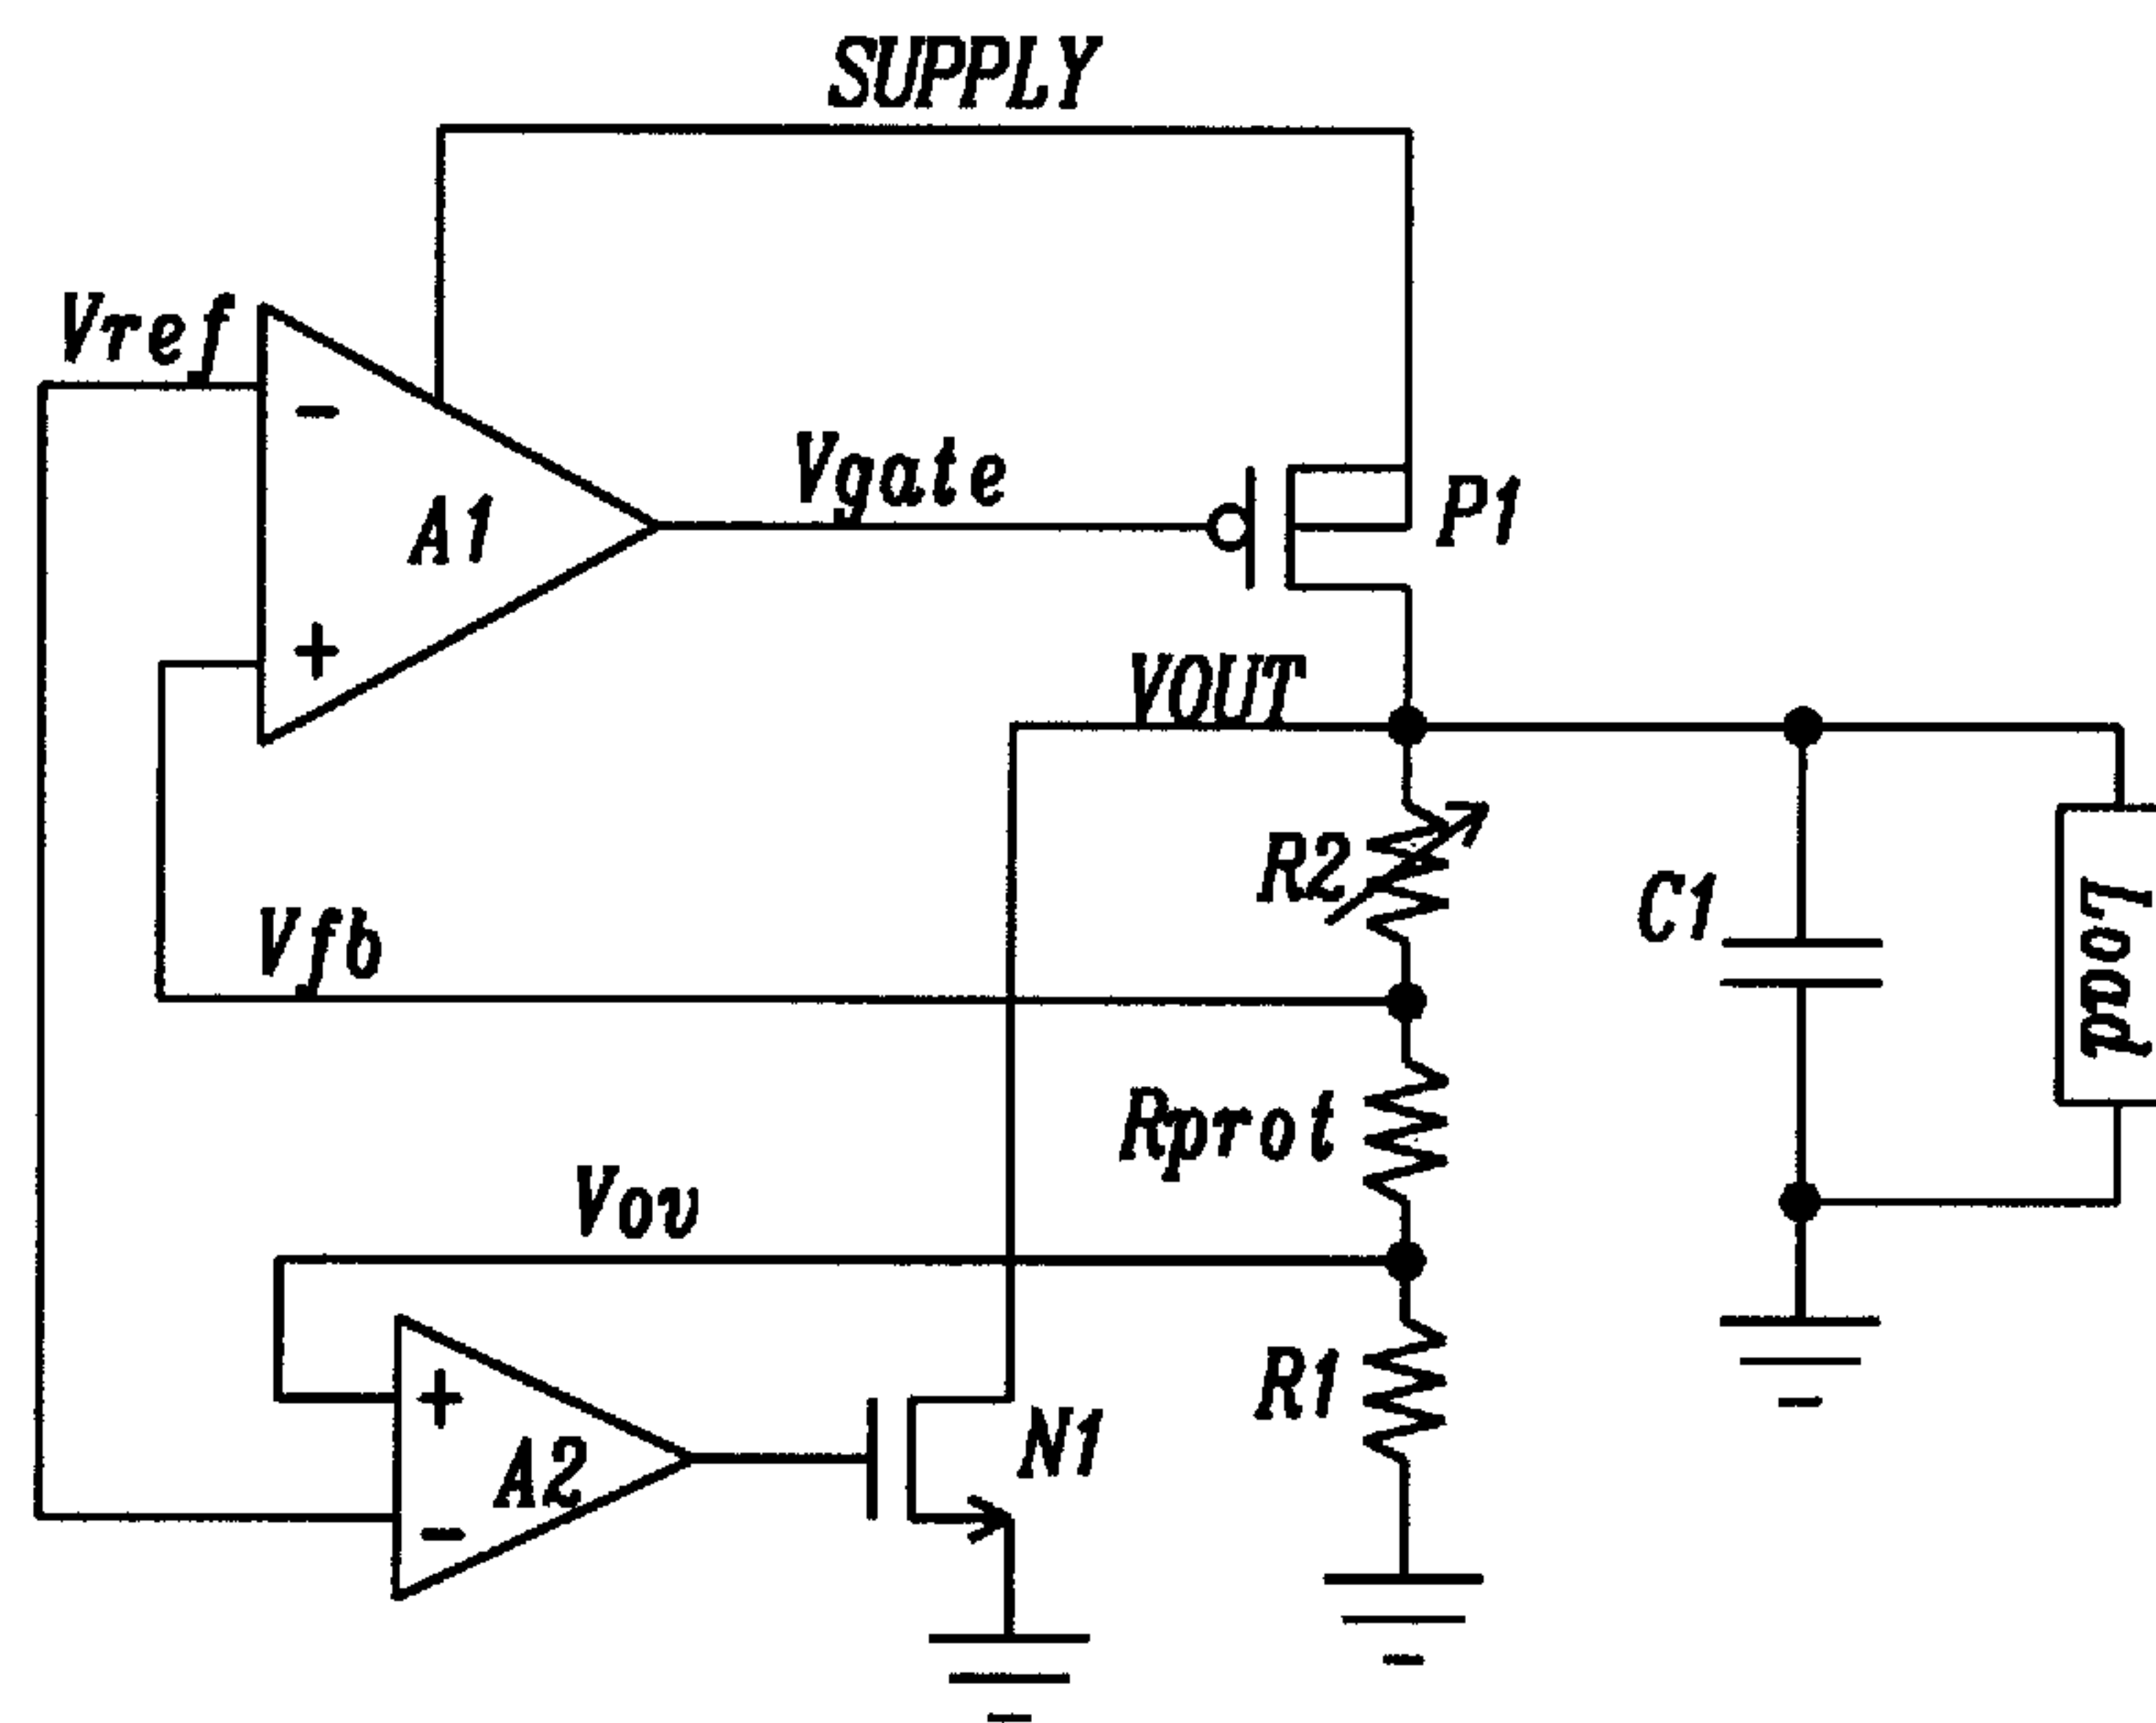 SUPPLY
Vref
-
A1
+
Vgate
P1
VOUT
R2
C1
Load
Vfb
Rprot
Vov
+
A2
-
N1
R1